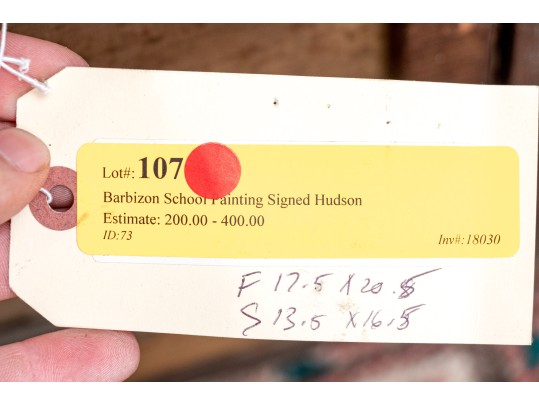 Lot#: 107
Barbizon School Painting Signed Hudson
Estimate: 200.00 - 400.00
ID:73
Inv#:18030
F 17.5 X 20.5
S 13.5 X 16.5